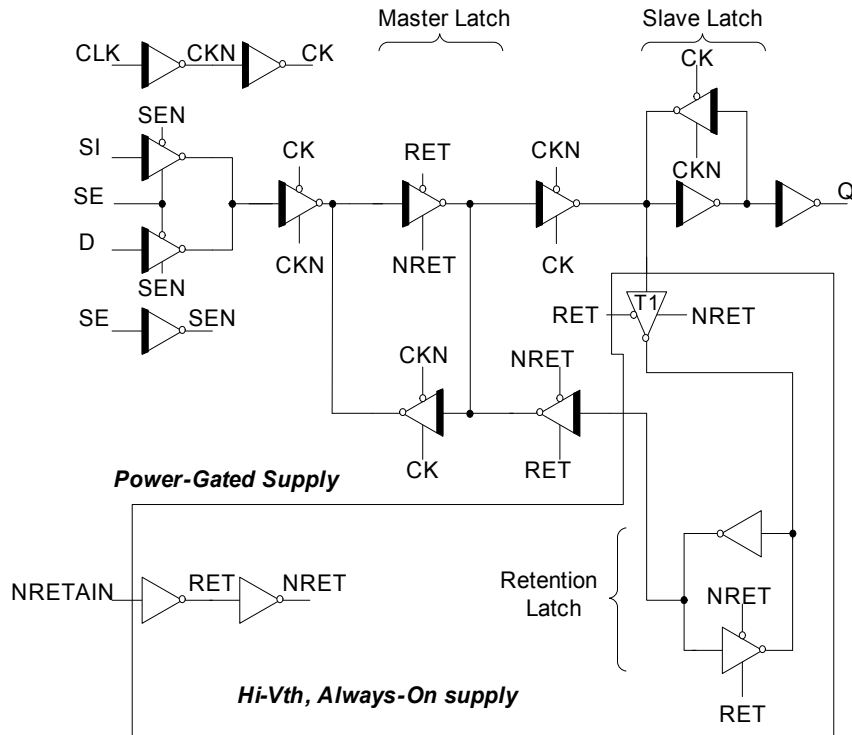 Master Latch
Slave Latch
CLK
CKN
CK
CK
SEN
SI
CK
RET
CKN
CKN
SE
Q
D
CKN
NRET
CK
SEN
T1
RET
NRET
SE
SEN
CKN
NRET
CK
RET
Power-Gated Supply
NRETAIN
RET
NRET
Retention
Latch
NRET
Hi-Vth, Always-On supply
RET